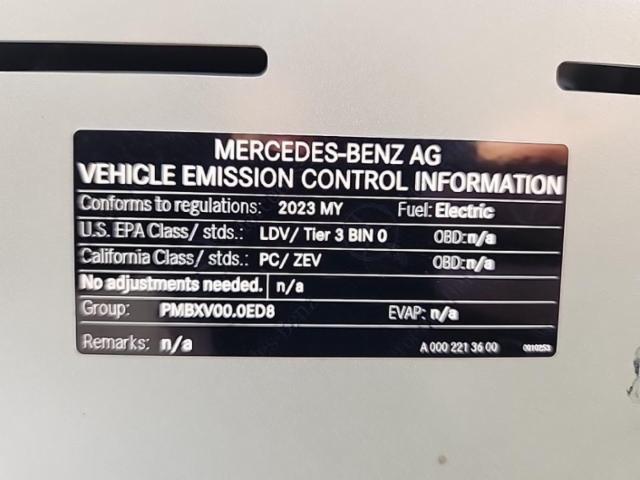 MERCEDES-BENZ AG
VEHICLE EMISSION CONTROL INFORMATION
Conforms to regulations: 2023 MY Fuel: Electric
U.S. EPA Class/ stds.: LDV/ Tier 3 BIN 0 OBD: n/a
California Class/ stds.: PC/ ZEV OBD: n/a
No adjustments needed. n/a
Group: PMBXV00.0ED8 EVAP: n/a
Remarks: n/a A 000 221 36 00 0010253